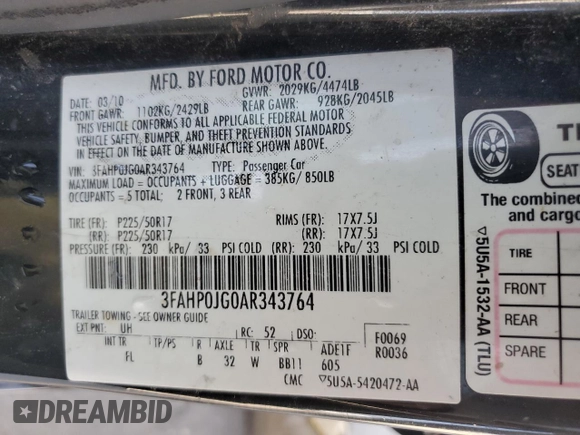 MFD. BY FORD MOTOR CO.
DATE: 03/10 GVWR: 2029KG/4474LB
FRONT GAWR: 1102KG/2429LB REAR GAWR: 928KG/2045LB
THIS VEHICLE CONFORMS TO ALL APPLICABLE FEDERAL MOTOR
VEHICLE SAFETY, BUMPER, AND THEFT PREVENTION STANDARDS
IN EFFECT ON THE DATE OF MANUFACTURE SHOWN ABOVE.
VIN: 3FAHP0JG0AR343764 TYPE: Passenger Car
MAXIMUM LOAD = OCCUPANTS + LUGGAGE = 385KG/ 850LB
OCCUPANTS = 5 TOTAL: 2 FRONT, 3 REAR
TIRE (FR): P225/50R17 RIMS (FR): 17X7.5J
(RR): P225/50R17 (RR): 17X7.5J
PRESSURE (FR): 230 kPa/ 33 PSI COLD (RR): 230 kPa/ 33 PSI COLD
3FAHP0JG0AR343764
TRAILER TOWING - SEE OWNER GUIDE
EXT PNT: UH RC: 52 DSO: F0069
INT TR TP/PS R AXLE TR SPR ADE1F R0036
FL B 32 W BB11 605
CMC ▽5U5A-5420472-AA
TI
SEAT
The combined
and cargo
TIRE
FRONT
REAR
SPARE
▽5U5A-1532-AA (TLU)
DREAMBID
DREAMBID